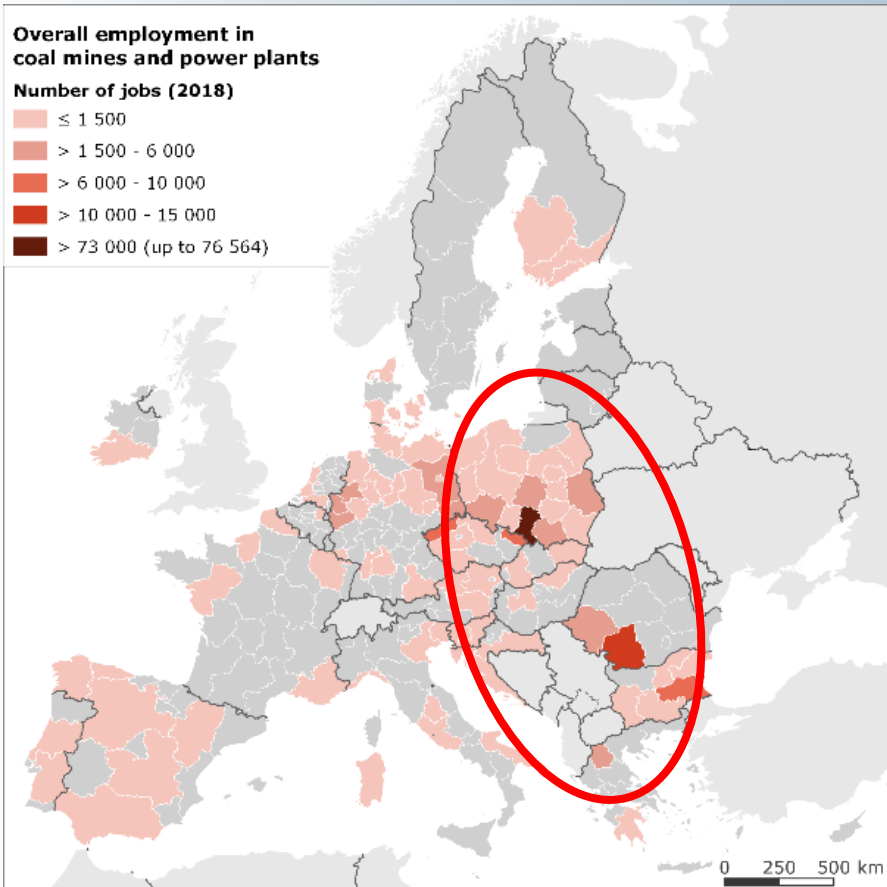 Overall employment in
coal mines and power plants
Number of jobs (2018)
≤ 1 500
> 1 500 - 6 000
> 6 000 - 10 000
> 10 000 - 15 000
> 73 000 (up to 76 564)
0 250 500 km